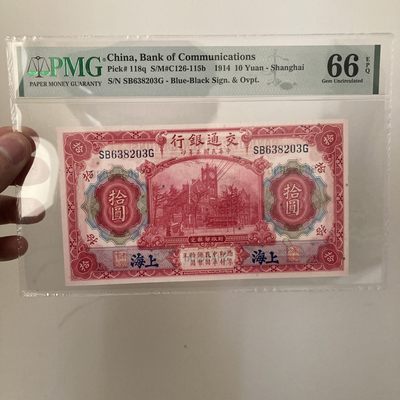 PMG
PAPER MONEY GUARANTY
China, Bank of Communications
Pick# 118q S/M#C126-115b 1914 10 Yuan - Shanghai
S/N SB638203G - Blue-Black Sign. & Ovpt.
66 EPQ
Gem Uncirculated
行銀通交
SB638203G
SB638203G
拾圓
拾圓
海上
海上